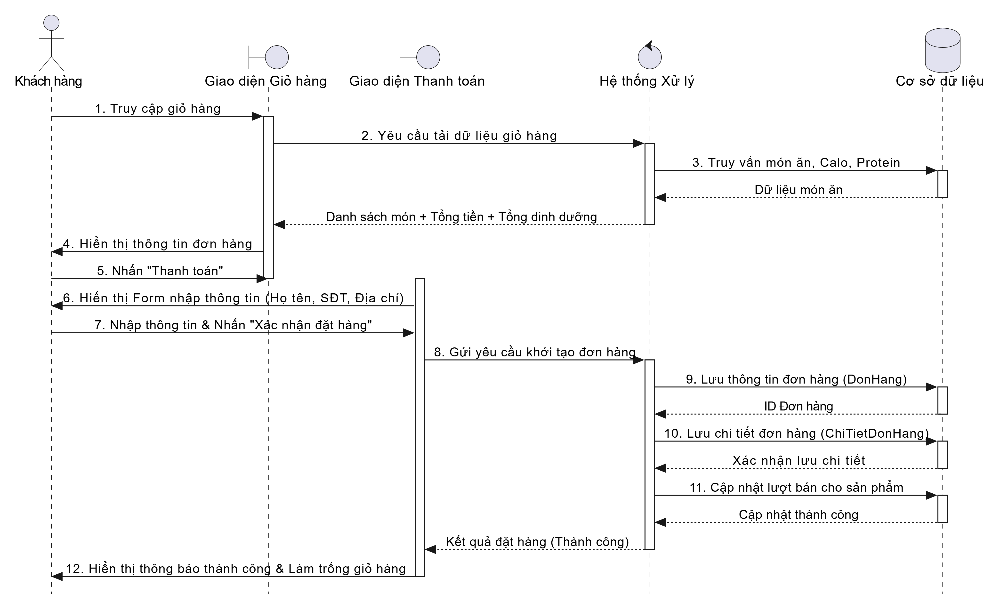 Khách hàng
Giao diện Giỏ hàng
Giao diện Thanh toán
Hệ thống Xử lý
Cơ sở dữ liệu
1. Truy cập giỏ hàng
2. Yêu cầu tải dữ liệu giỏ hàng
3. Truy vấn món ăn, Calo, Protein
Dữ liệu món ăn
Danh sách món + Tổng tiền + Tổng dinh dưỡng
4. Hiển thị thông tin đơn hàng
5. Nhấn "Thanh toán"
6. Hiển thị Form nhập thông tin (Họ tên, SĐT, Địa chỉ)
7. Nhập thông tin & Nhấn "Xác nhận đặt hàng"
8. Gửi yêu cầu khởi tạo đơn hàng
9. Lưu thông tin đơn hàng (DonHang)
ID Đơn hàng
10. Lưu chi tiết đơn hàng (ChiTietDonHang)
Xác nhận lưu chi tiết
11. Cập nhật lượt bán cho sản phẩm
Cập nhật thành công
Kết quả đặt hàng (Thành công)
12. Hiển thị thông báo thành công & Làm trống giỏ hàng